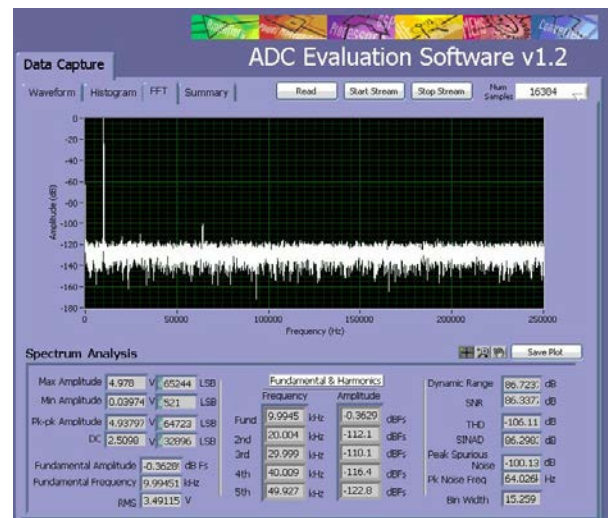 ADC Evaluation Software v1.2
Data Capture
Waveform Histogram FFT Summary Read Start Stream Stop Stream Num Samples 16384
Amplitude (dB)
0
-20
-40
-60
-80
-100
-120
-140
-160
-180
0 50000 100000 150000 200000 250000
Frequency (Hz)
Spectrum Analysis Save Plot
Max Amplitude 4.978 V 65244 LSB
Min Amplitude 0.03974 V 521 LSB
Pk-pk Amplitude 4.93797 V 64723 LSB
DC 2.5098 V 32896 LSB
Fundamental Amplitude -0.3628 dB Fs
Fundamental Frequency 9.99451 kHz
RMS 3.49115 V
Fundamental & Harmonics
Frequency Amplitude
Fund 9.9945 kHz -0.3629 dBFs
2nd 20.004 kHz -112.1 dBFs
3rd 29.999 kHz -110.1 dBFs
4th 40.009 kHz -116.4 dBFs
5th 49.927 kHz -122.8 dBFs
Dynamic Range 86.723 dB
SNR 86.337 dB
THD -106.11 dB
SINAD 86.290 dB
Peak Spurious Noise -100.13 dB
Pk Noise Freq 64.026 Hz
Bin Width 15.259